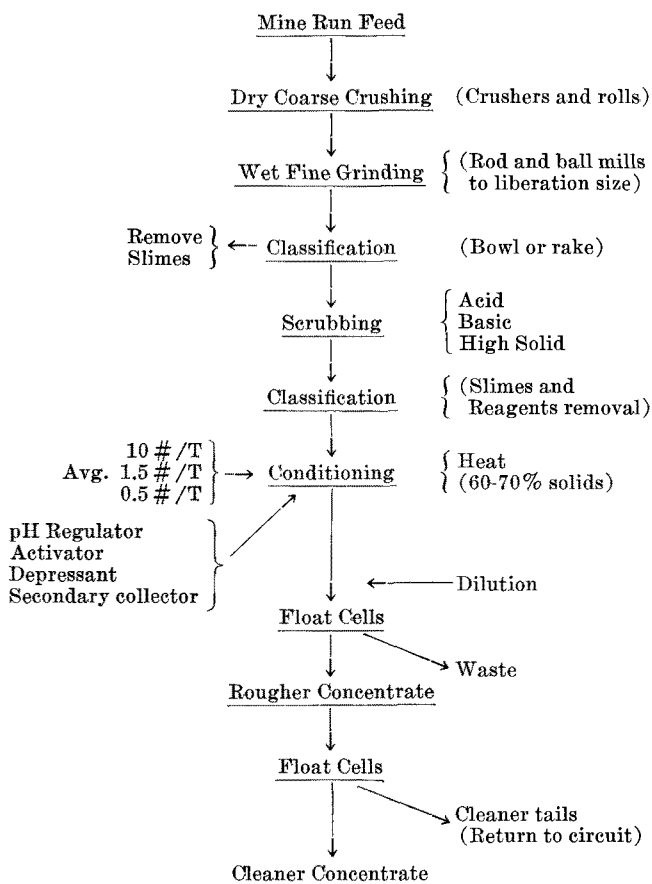 Mine Run Feed
Dry Coarse Crushing (Crushers and rolls)
Wet Fine Grinding (Rod and ball mills
to liberation size)
Remove
Slimes
Classification (Bowl or rake)
Scrubbing
Acid
Basic
High Solid
Classification (Slimes and
Reagents removal)
Avg.
10 #/T
1.5 #/T
0.5 #/T
Conditioning
Heat
(60-70% solids)
pH Regulator
Activator
Depressant
Secondary collector
Dilution
Float Cells
Waste
Rougher Concentrate
Float Cells
Cleaner tails
(Return to circuit)
Cleaner Concentrate